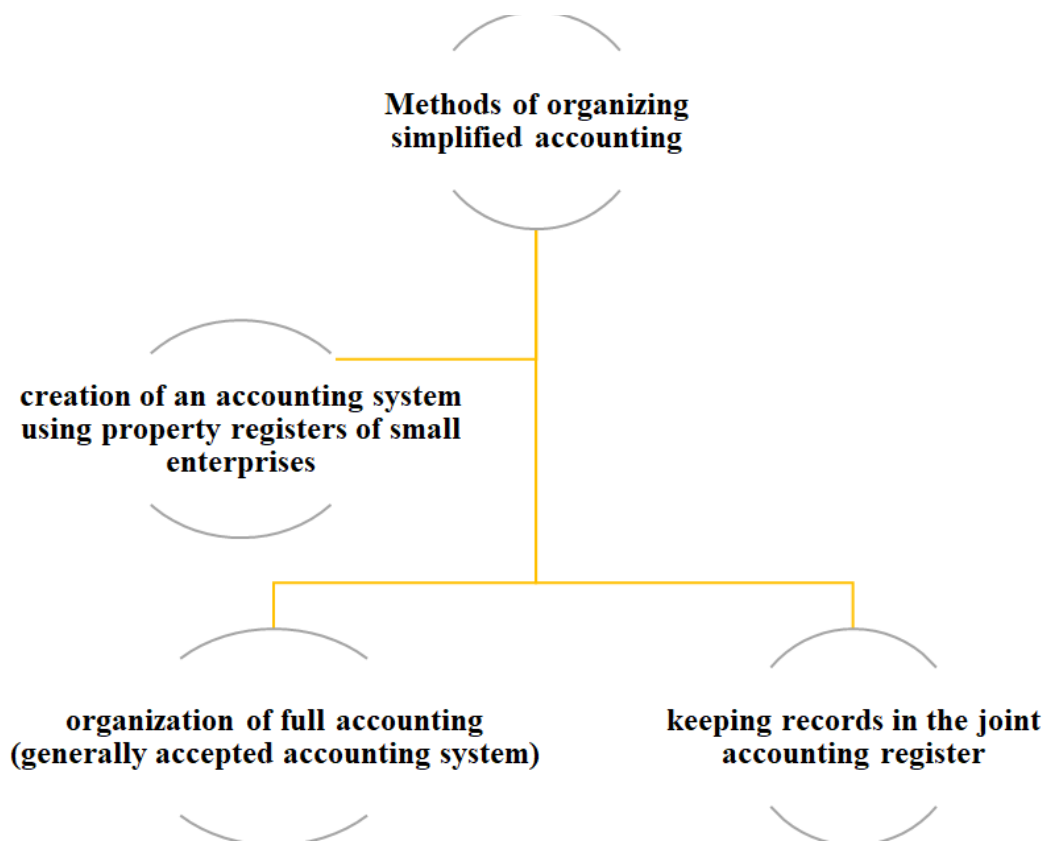 Methods of organizing
simplified accounting
creation of an accounting system
using property registers of small
enterprises
organization of full accounting
(generally accepted accounting system)
keeping records in the joint
accounting register